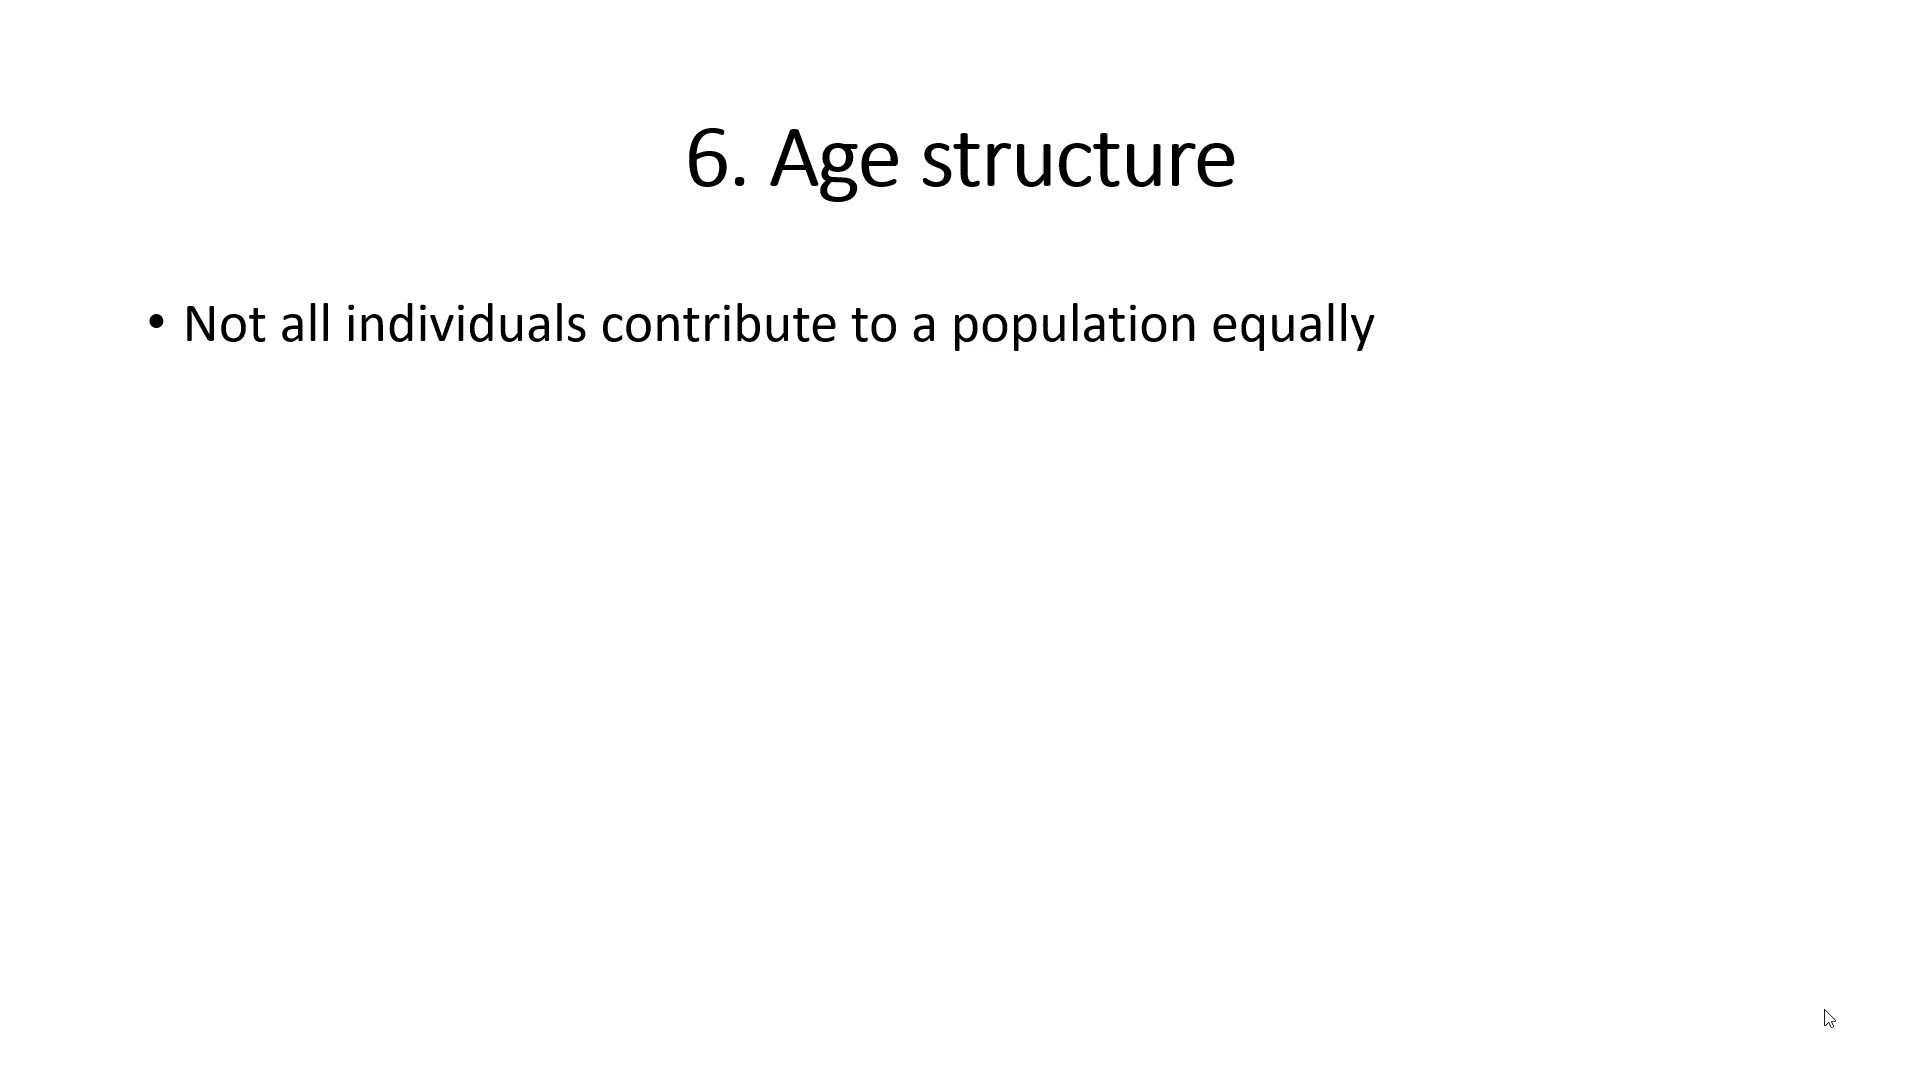 6. Age structure
• Not all individuals contribute to a population equally